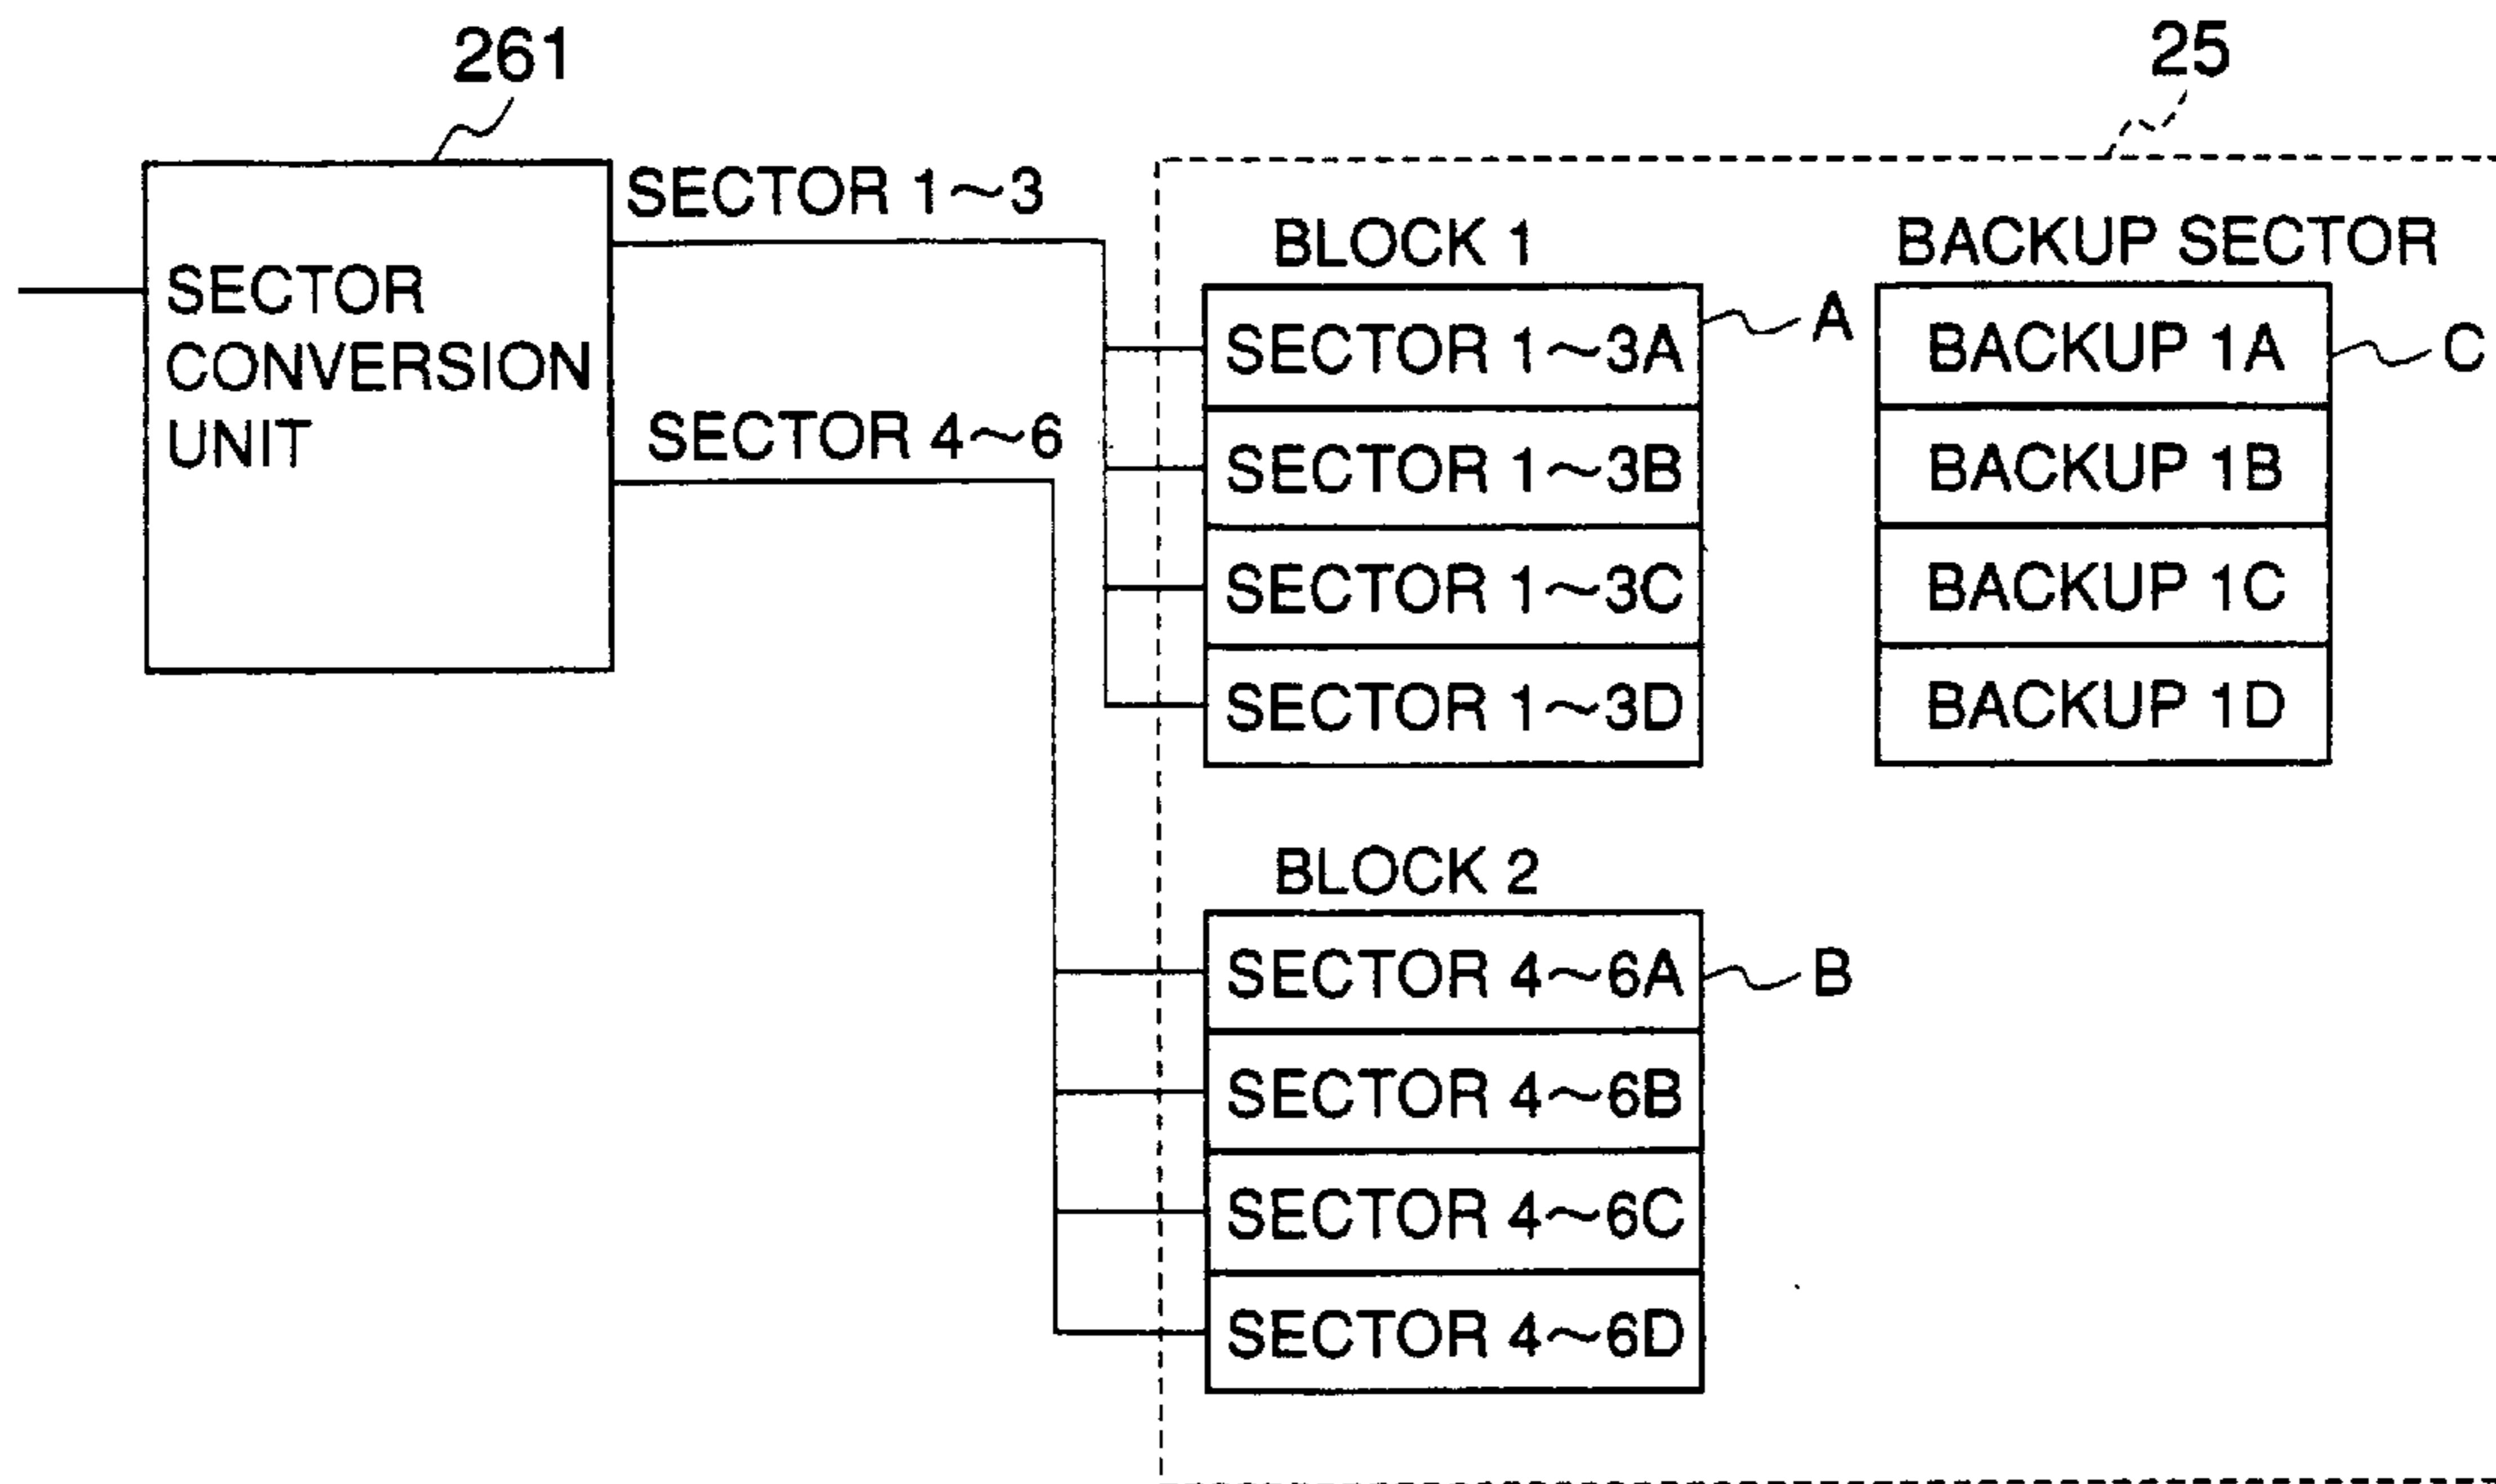 261
25
SECTOR 1~3
SECTOR
CONVERSION
UNIT
SECTOR 4~6
BLOCK 1
SECTOR 1~3A
A
SECTOR 1~3B
SECTOR 1~3C
SECTOR 1~3D
BACKUP SECTOR
BACKUP 1A
C
BACKUP 1B
BACKUP 1C
BACKUP 1D
BLOCK 2
SECTOR 4~6A
B
SECTOR 4~6B
SECTOR 4~6C
SECTOR 4~6D